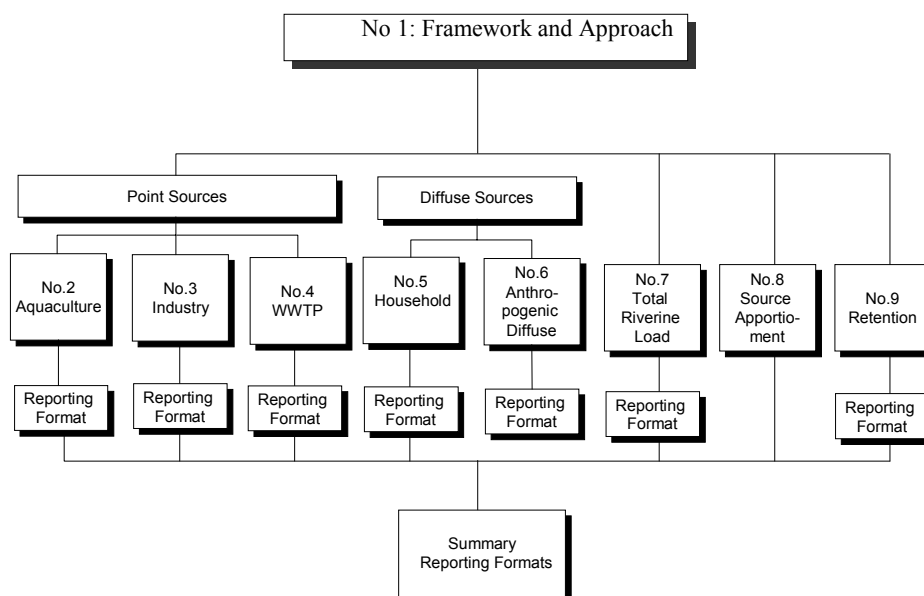 No 1: Framework and Approach
Point Sources
Diffuse Sources
No.2
Aquaculture
No.3
Industry
No.4
WWTP
No.5
Household
No.6
Anthro-
pogenic
Diffuse
No.7
Total
Riverine
Load
No.8
Source
Apportio-
ment
No.9
Retention
Reporting
Format
Reporting
Format
Reporting
Format
Reporting
Format
Reporting
Format
Reporting
Format
Reporting
Format
Summary
Reporting Formats